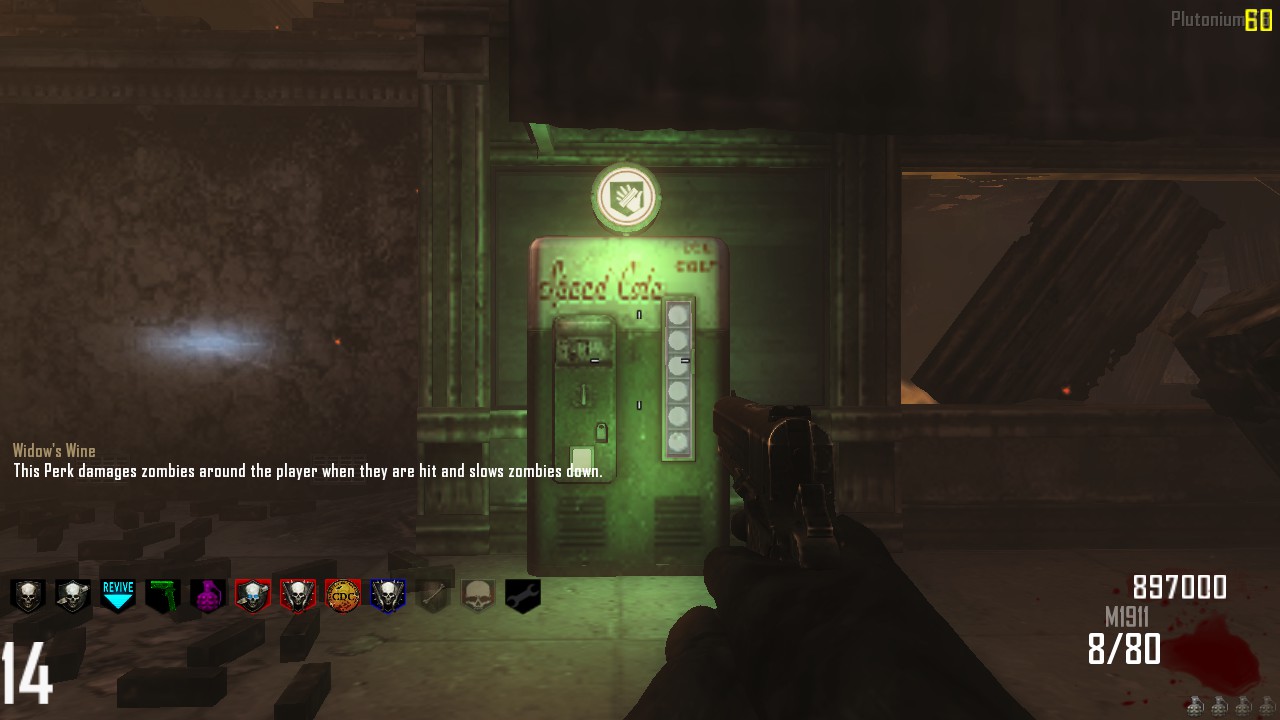 Plutonium
60
Speed Cola
Widow's Wine
This Perk damages zombies around the player when they are hit and slows zombies down.
REVIVE
CDC
897000
M1911
8/80
14